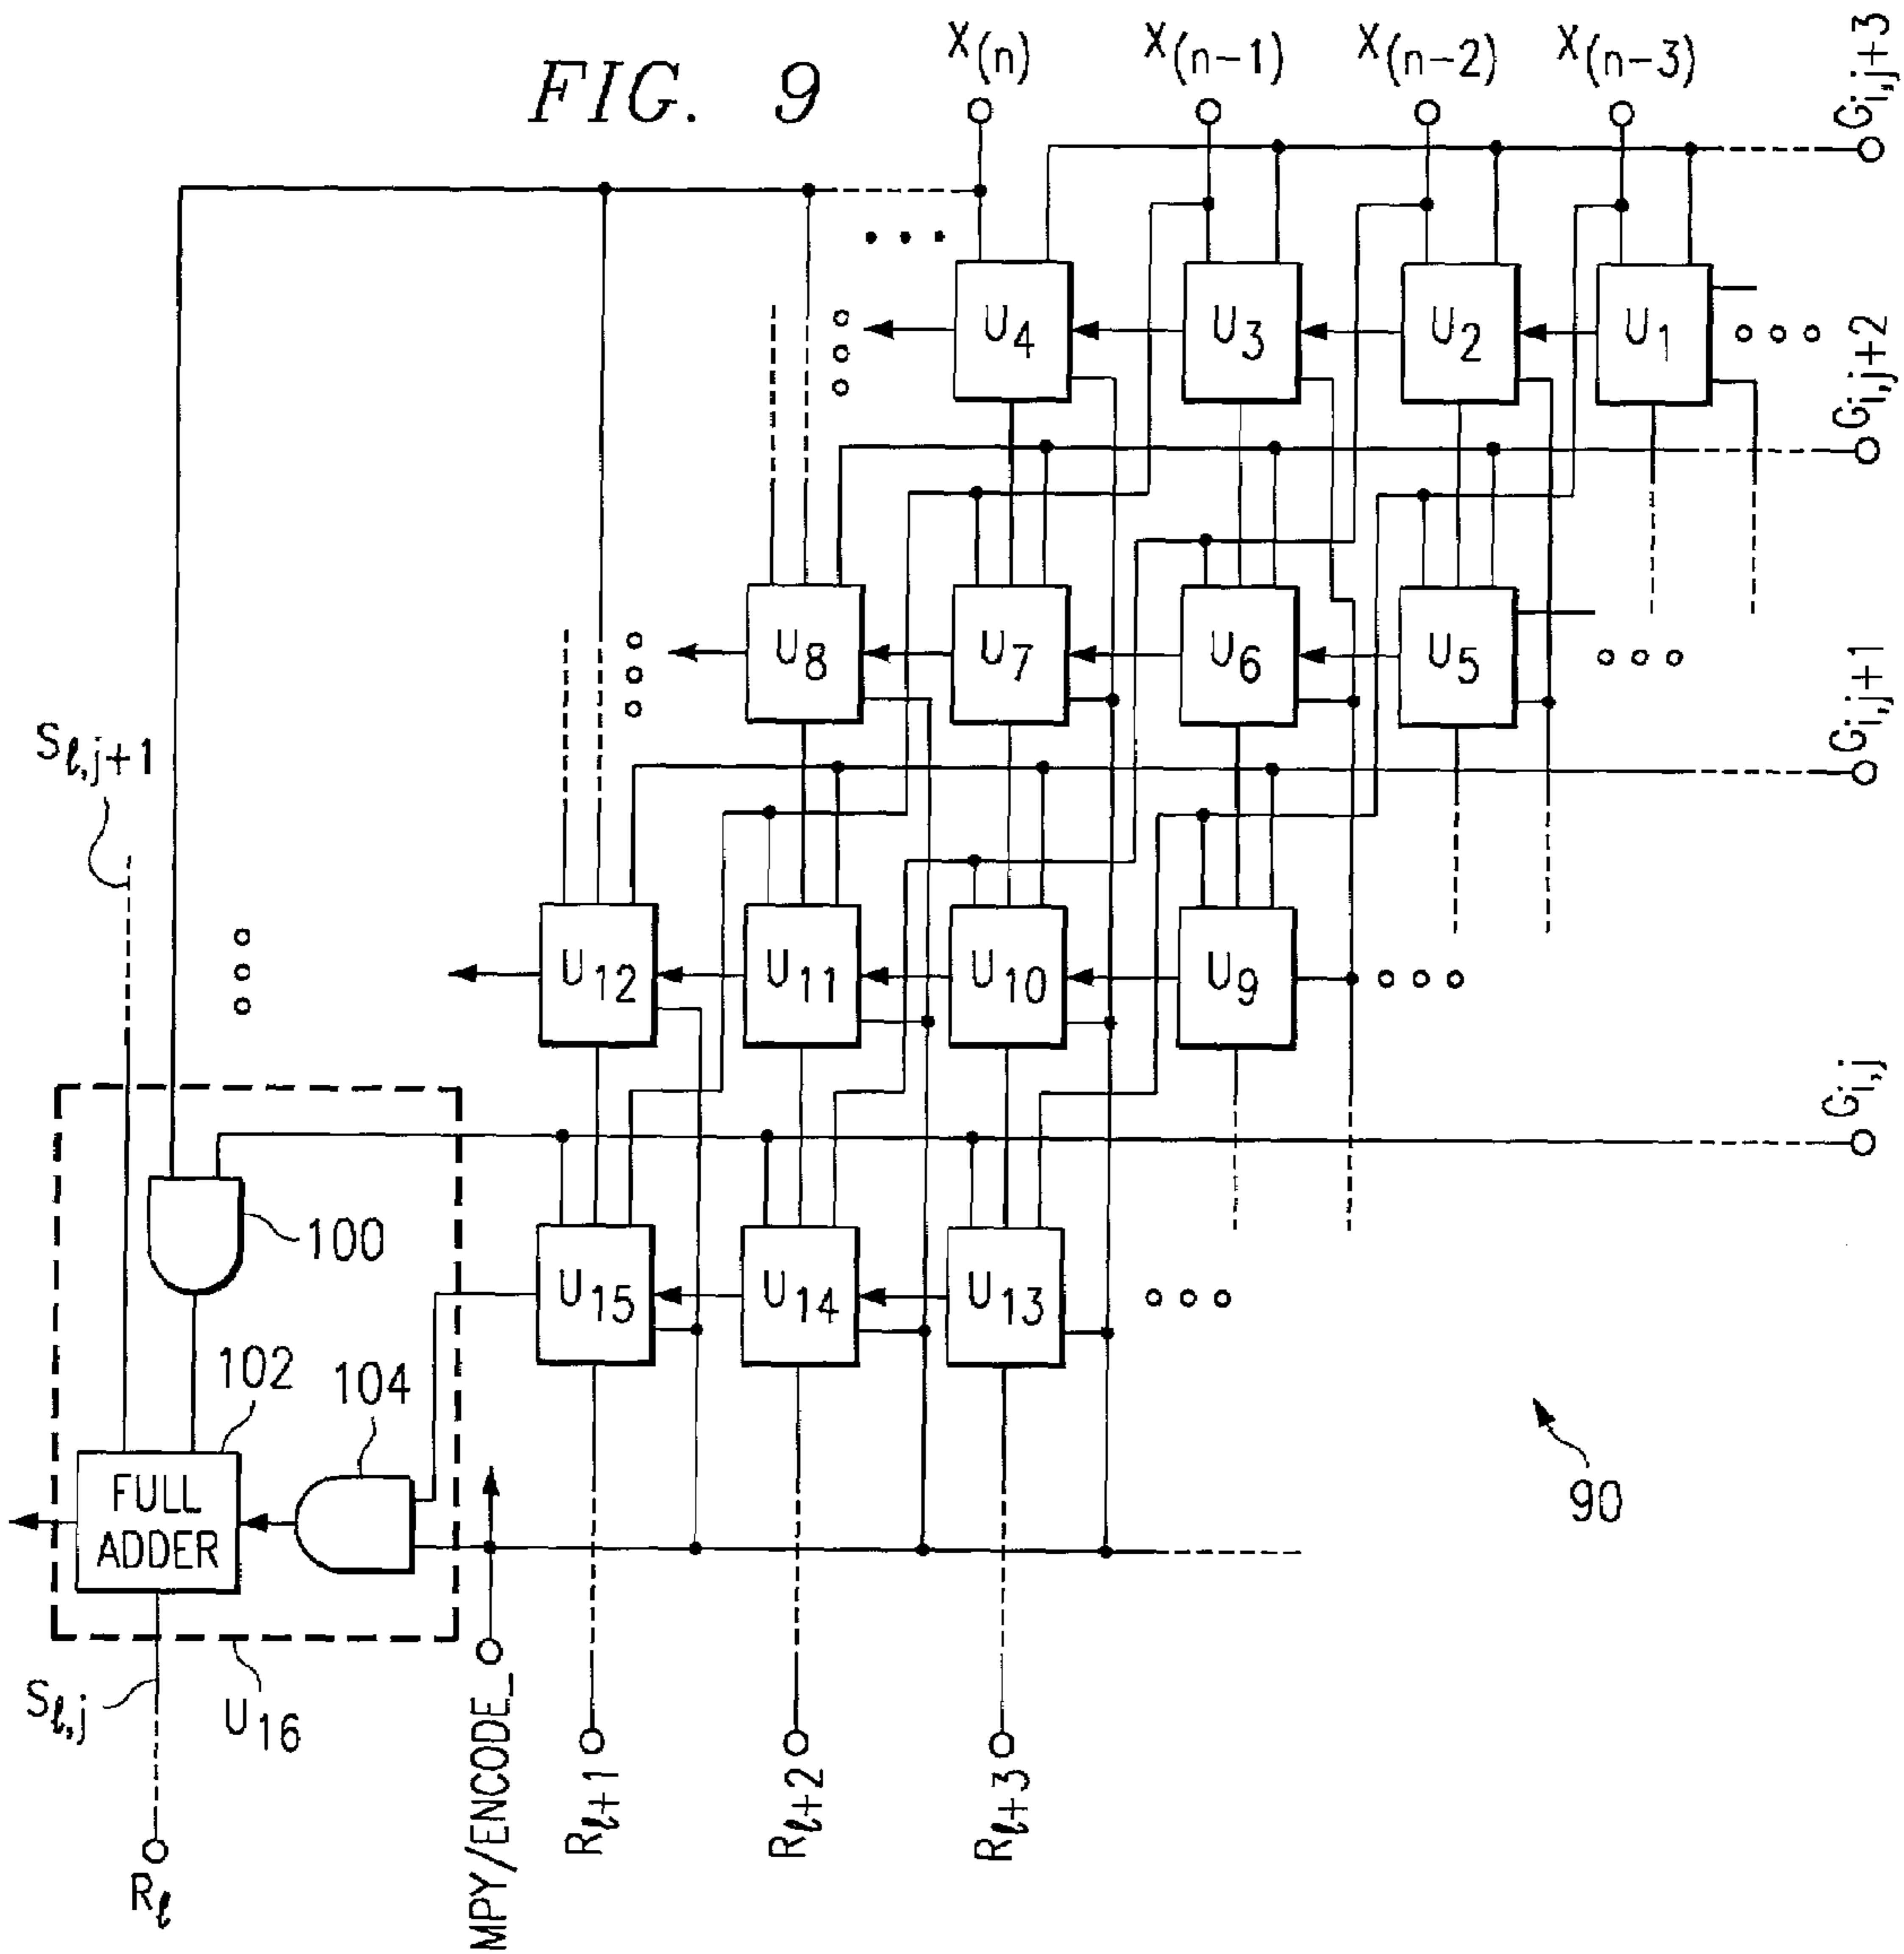 FIG. 9
X(n)
X(n-1)
X(n-2)
X(n-3)
Gi,j+3
U4
U3
U2
U1
Gi,j+2
U8
U7
U6
U5
Gi,j+1
Sℓ,j+1
U12
U11
U10
U9
Gi,j
100
U15
U14
U13
102
104
FULL
ADDER
90
Sℓ,j
U16
MPY/ENCODE_
Rℓ+1
Rℓ+2
Rℓ+3
Rℓ